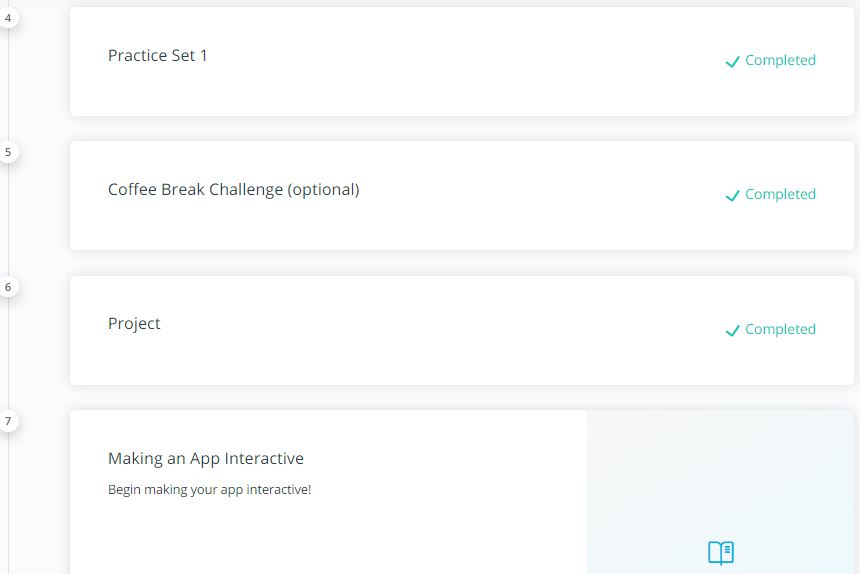 4
Practice Set 1
Completed
5
Coffee Break Challenge (optional)
Completed
6
Project
Completed
7
Making an App Interactive
Begin making your app interactive!